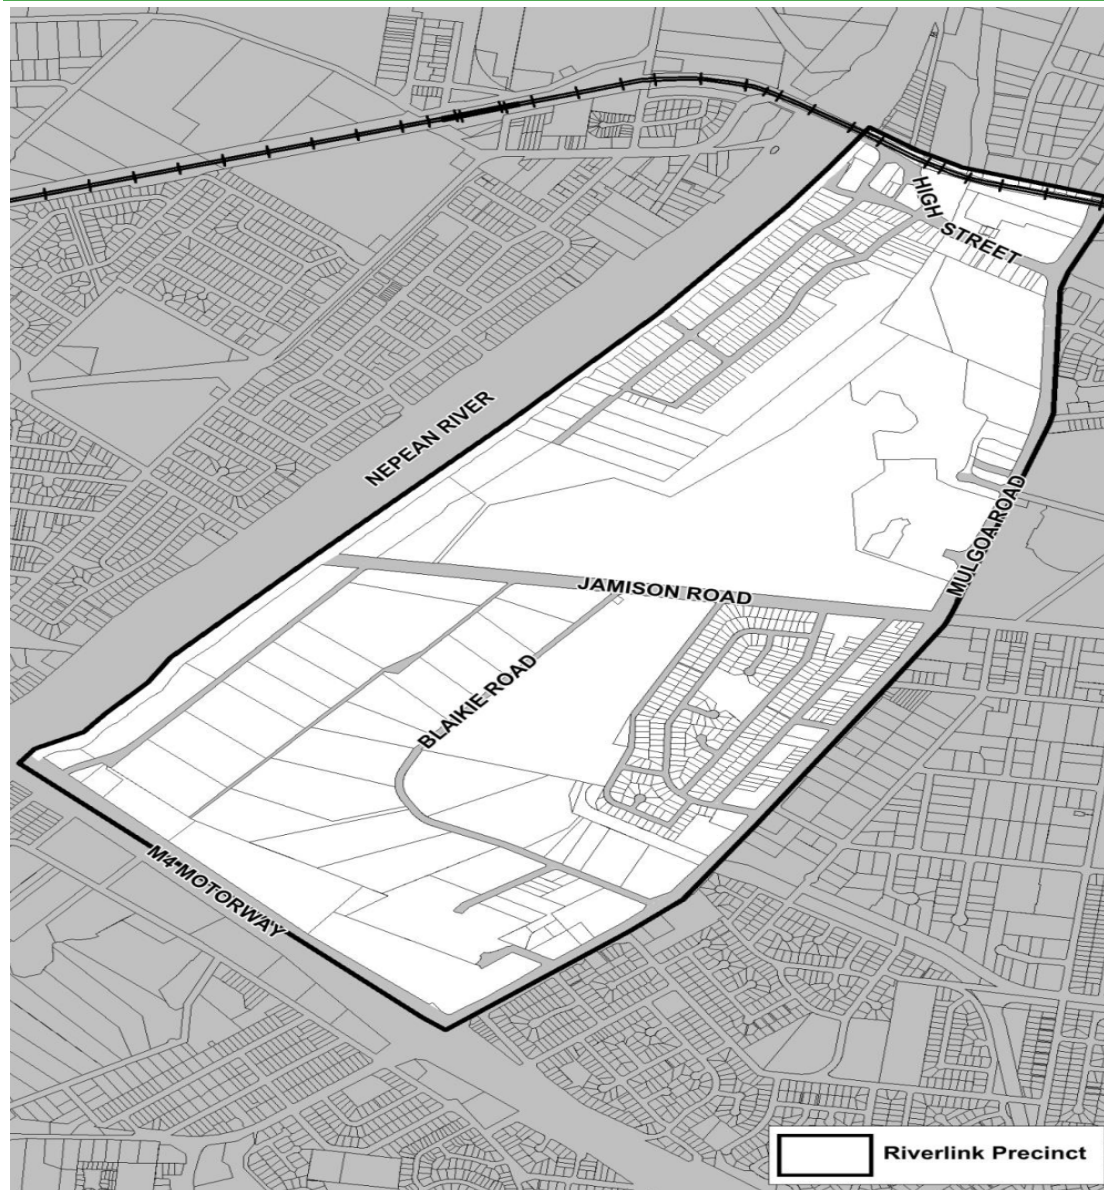 HIGH STREET
NEPEAN RIVER
MULGOA ROAD
JAMISON ROAD
BLAIKIE ROAD
M4 MOTORWAY
Riverlink Precinct